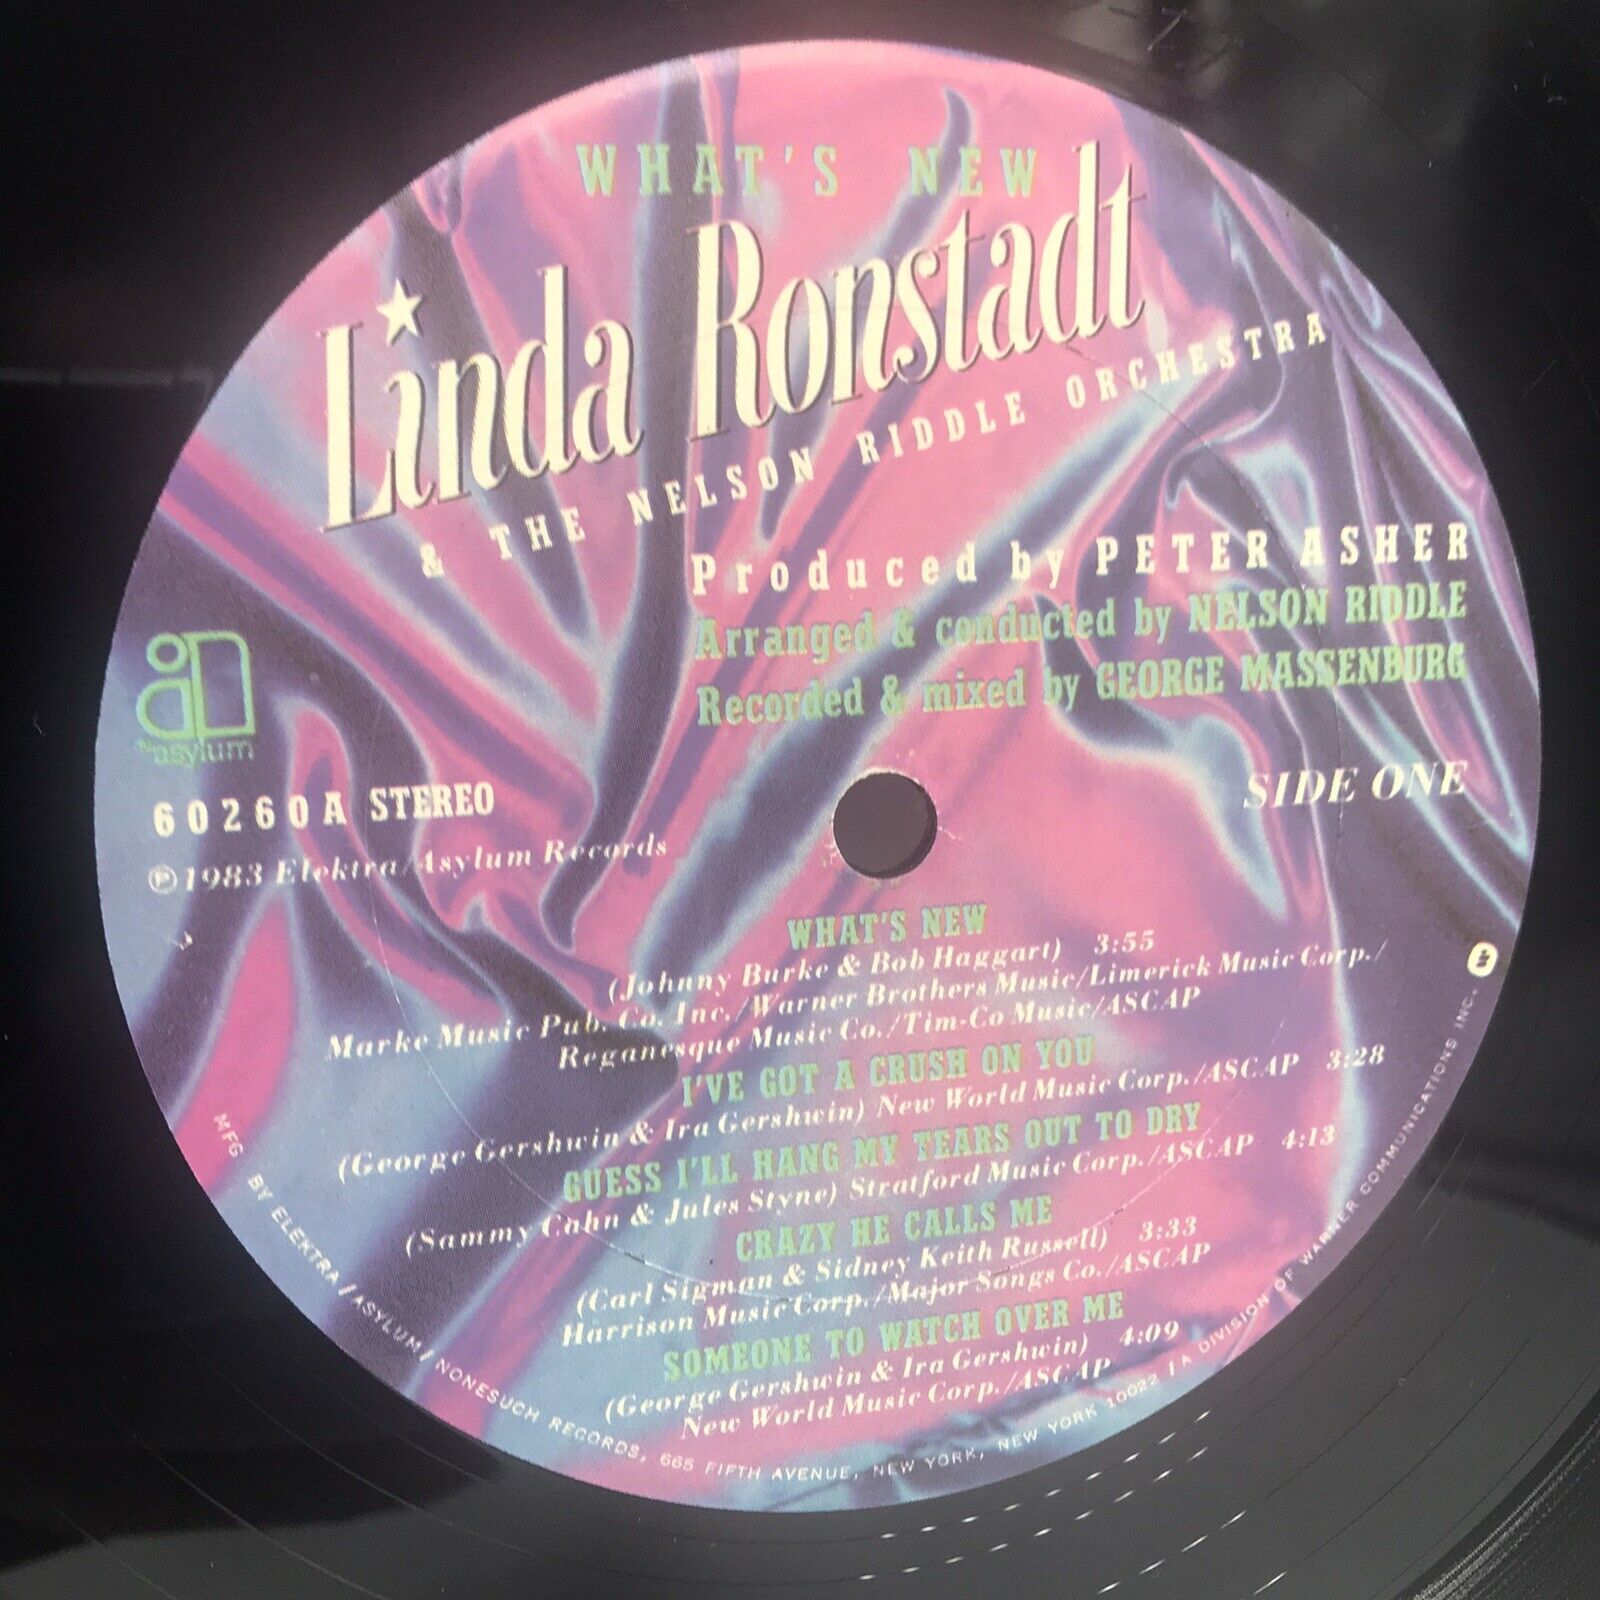 WHAT'S NEW
Linda Ronstadt
& THE NELSON RIDDLE ORCHESTRA
Produced by PETER ASHER
Arranged & conducted by NELSON RIDDLE
Recorded & mixed by GEORGE MASSENBURG
asylum
60260A STEREO
SIDE ONE
℗1983 Elektra/Asylum Records
WHAT'S NEW
(Johnny Burke & Bob Haggart) 3:55
Marke Music Pub. Co. Inc./Warner Brothers Music/Limerick Music Corp./
Reganesque Music Co./Tim-Co Music/ASCAP
I'VE GOT A CRUSH ON YOU
(George Gershwin & Ira Gershwin) New World Music Corp./ASCAP 3:28
GUESS I'LL HANG MY TEARS OUT TO DRY
(Sammy Cahn & Jules Styne) Stratford Music Corp./ASCAP 4:13
CRAZY HE CALLS ME
(Carl Sigman & Sidney Keith Russell) 3:33
Harrison Music Corp./Major Songs Co./ASCAP
SOMEONE TO WATCH OVER ME
(George Gershwin & Ira Gershwin) 4:09
New World Music Corp./ASCAP
MFG BY ELEKTRA/ASYLUM/NONESUCH RECORDS, 665 FIFTH AVENUE, NEW YORK, NEW YORK 10022 / A DIVISION OF WARNER COMMUNICATIONS INC.